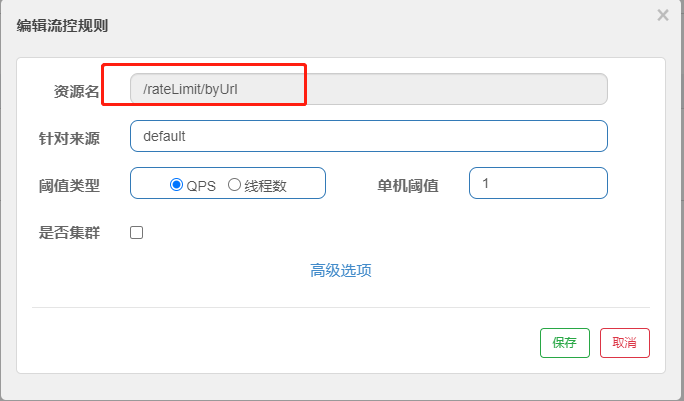 编辑流控规则
×
资源名 /rateLimit/byUrl
针对来源 default
阈值类型 QPS 线程数 单机阈值 1
是否集群
高级选项
保存 取消